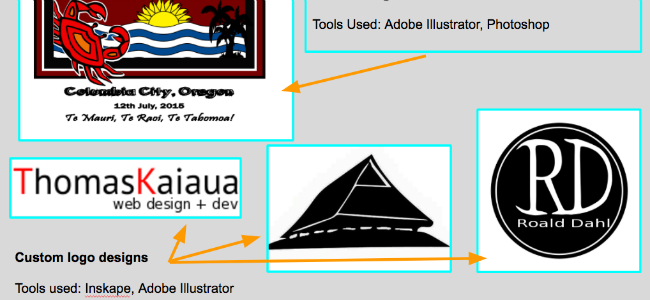 Tools Used: Adobe Illustrator, Photoshop
Columbia City, Oregon
12th July, 2015
Te Mauri, Te Raoi, Te Tabomoa!
ThomasKaiaua
web design + dev
RD
Roald Dahl
Custom logo designs
Tools used: Inskape, Adobe Illustrator